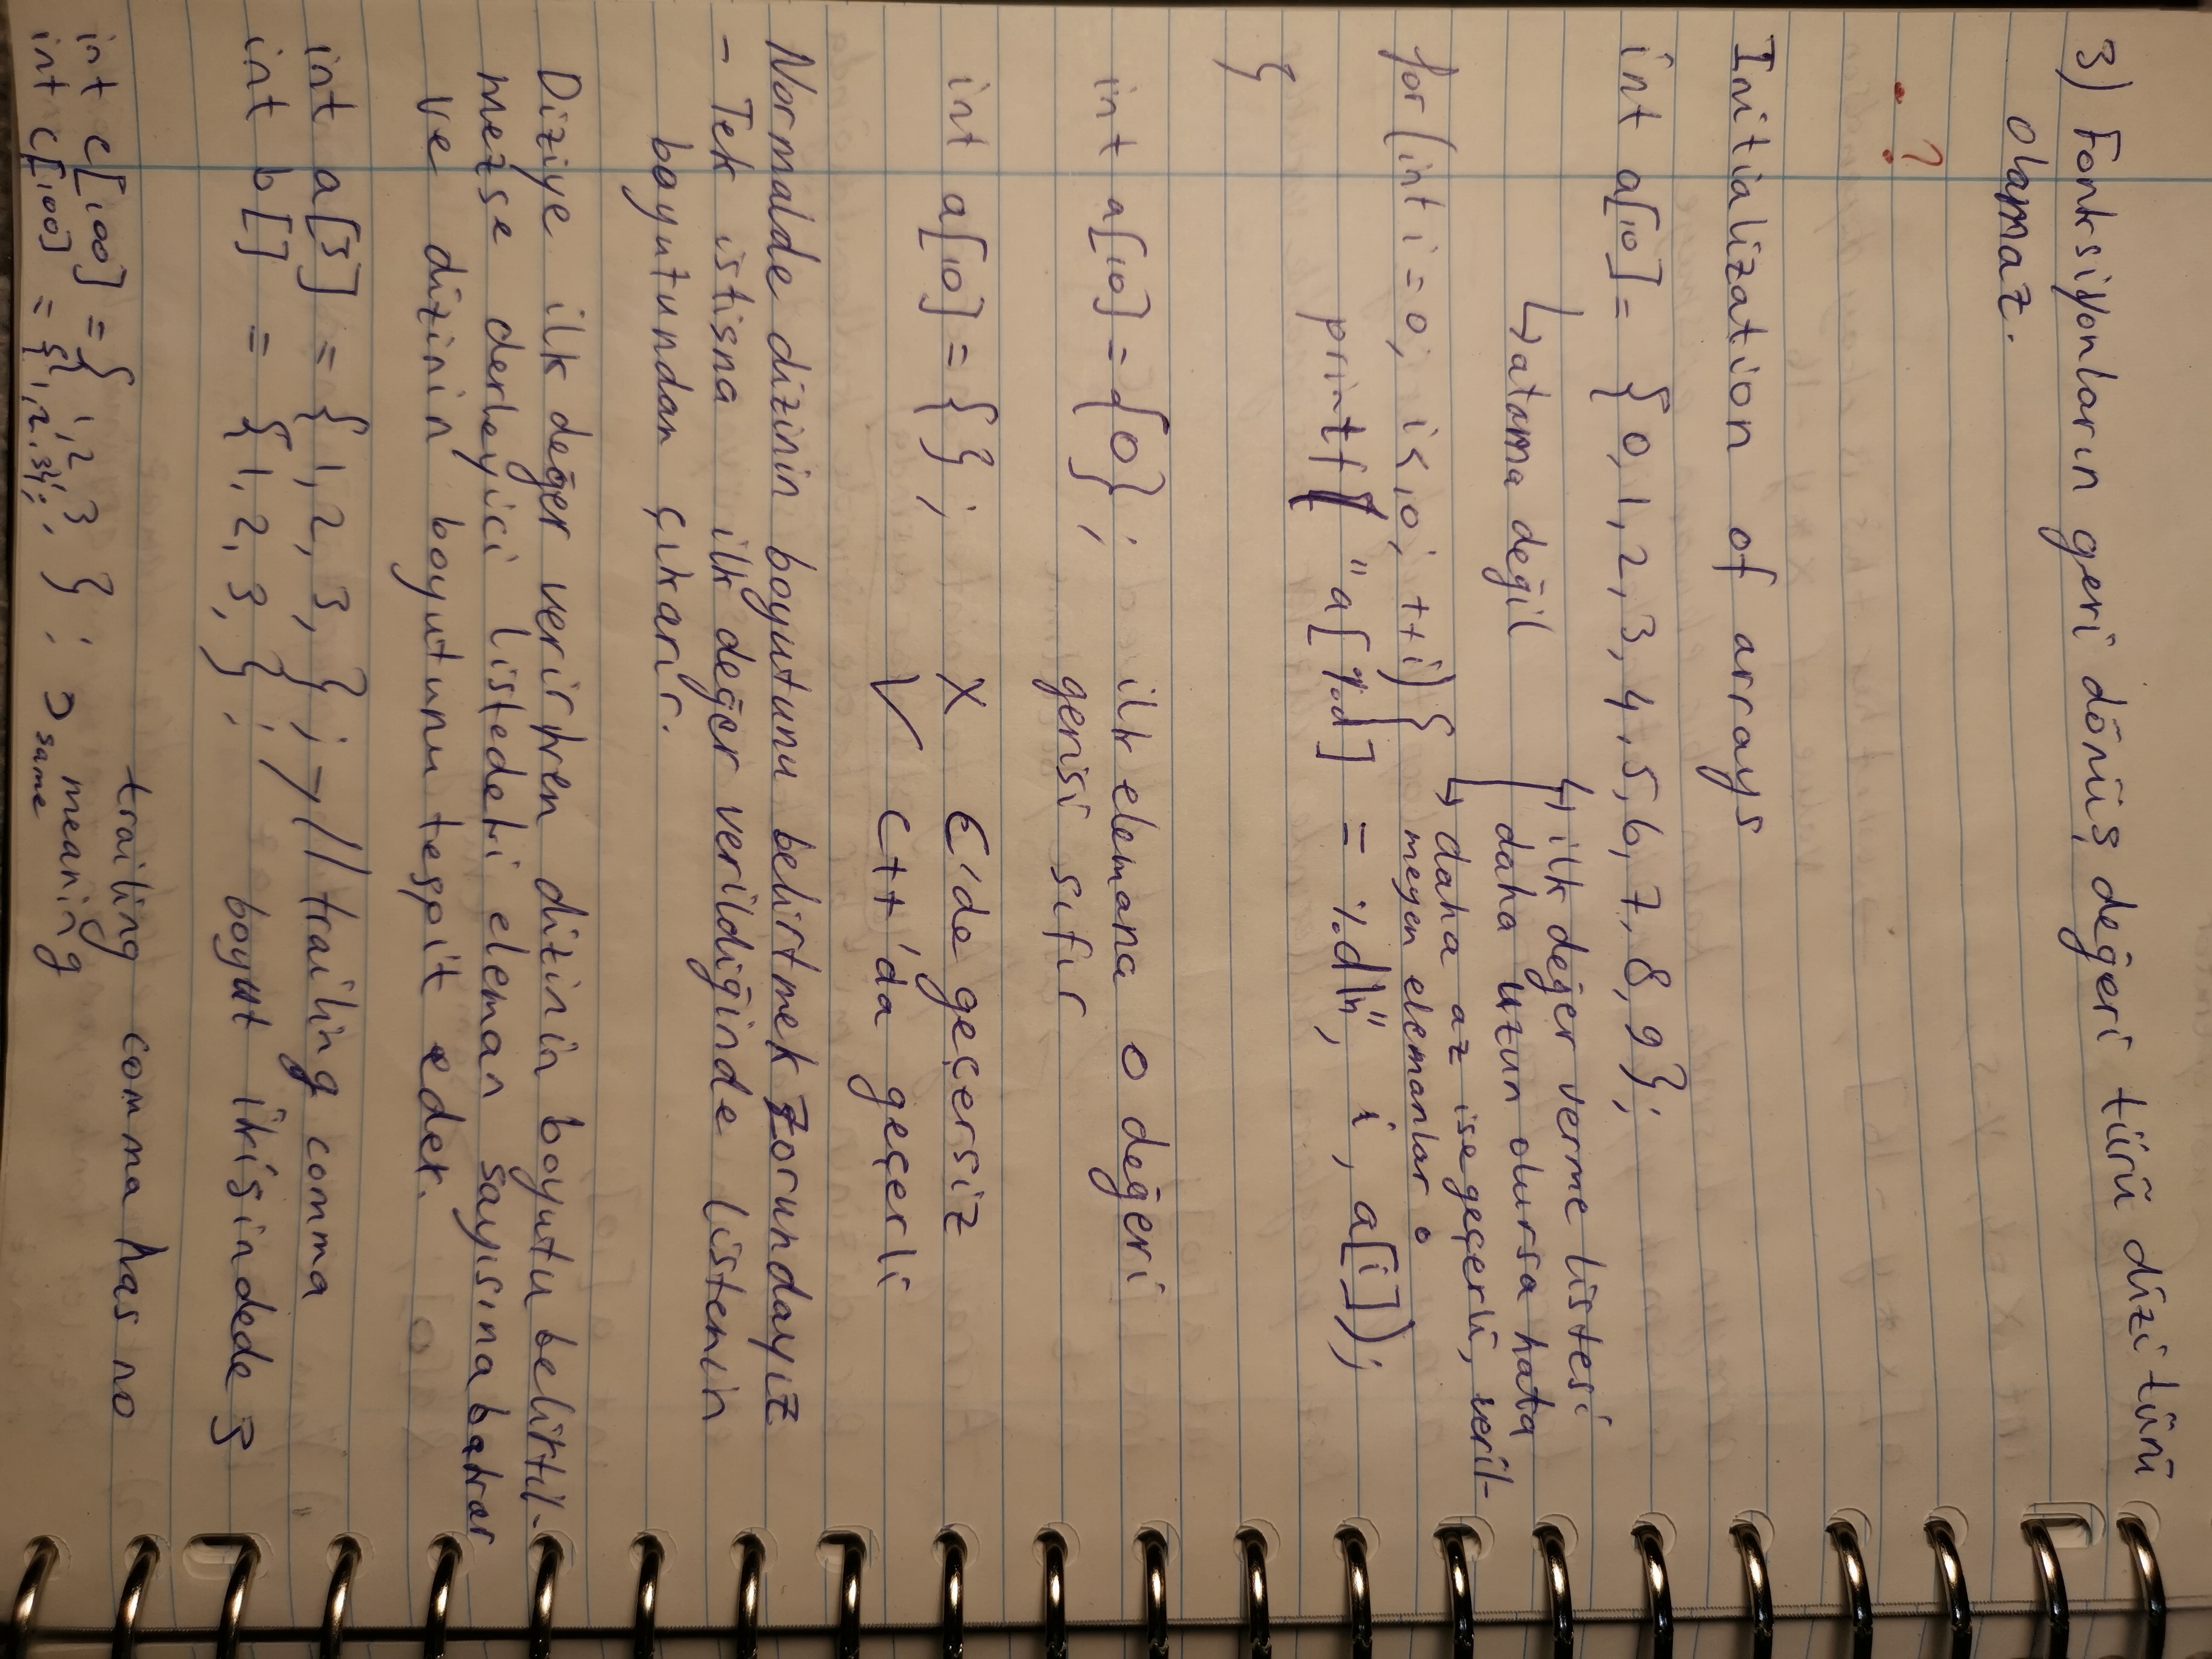 3) Fonksiyonların geri dönüş değeri türü dizi türü
olamaz.
- ?
Initialization of arrays
int a[10] = {0, 1, 2, 3, 4, 5, 6, 7, 8, 9};
↳ atama değil
↳ ilk değer verme listesi
daha uzun olursa hata
↳ daha az ise geçerli, veril-
meyen elemanlar 0
for (int i = 0; i < 10; ++i) {
printf( "a[%d] = %d\n", i, a[i]);
}
int a[10] = {0}; ilk elemana 0 değeri
gerisi sıfır
int a[10] = { }; X C'de geçersiz
√ C++'da geçerli
Normalde dizinin boyutunu belirtmek zorundayız
- Tek istisna ilk değer verildiğinde listenin
boyutundan çıkarır.
Diziye ilk değer verirken dizinin boyutu belirtil-
mezse derleyici listedeki eleman sayısına bakar
ve dizinin boyutunu tespit eder.
int a[3] = {1, 2, 3, }; → // trailing comma
int b[] = {1, 2, 3, }; boyut ikisindede 3
trailing comma has no
meaning
int c[100] = { 1, 2, 3, };
int c[100] = {1, 2, 3}; same